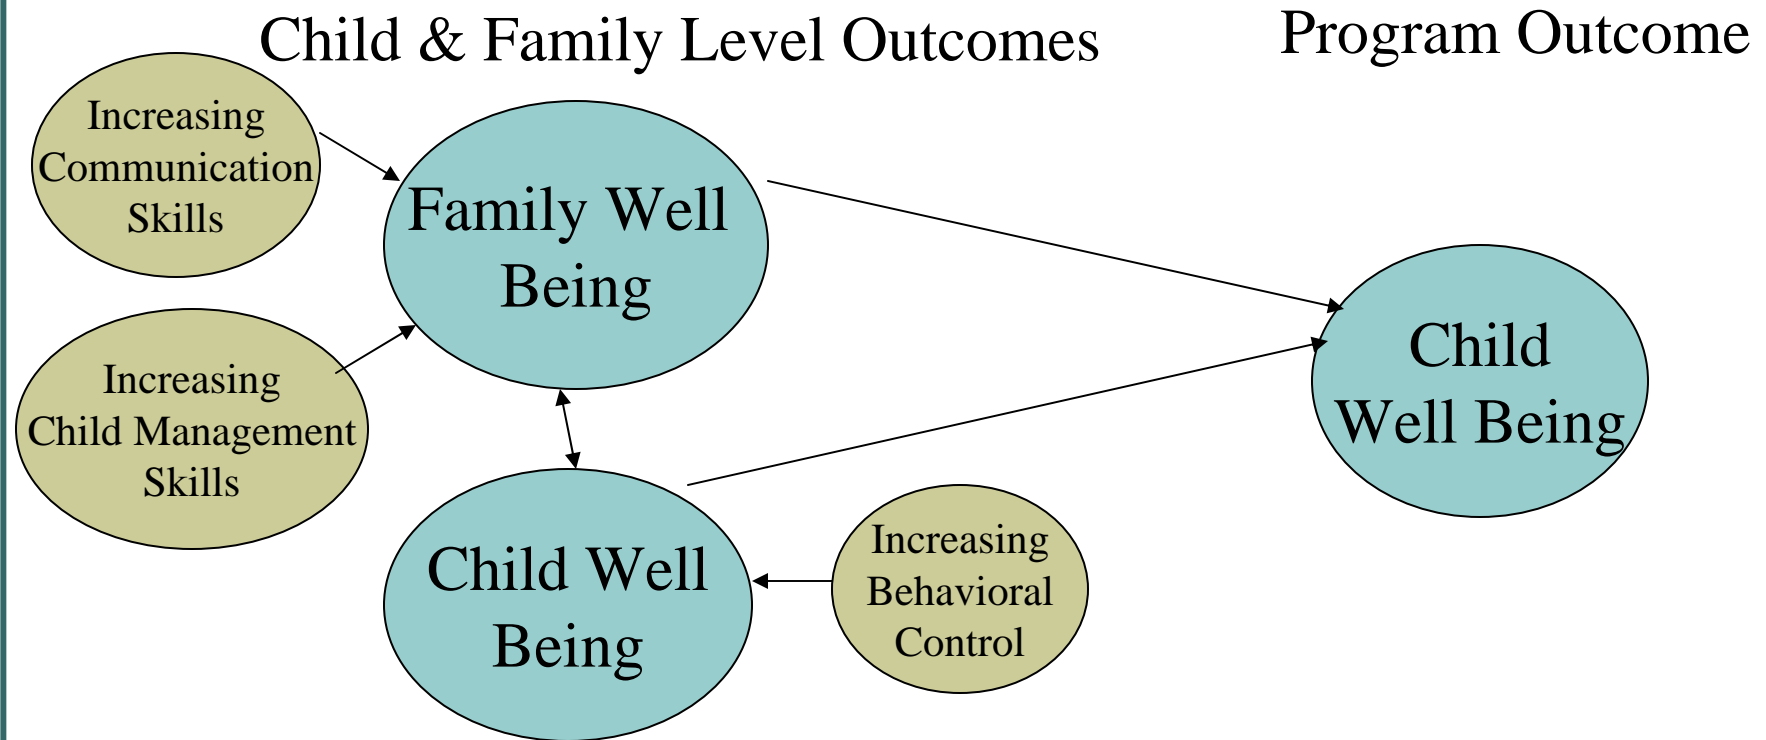 Child & Family Level Outcomes
Program Outcome
Increasing
Communication
Skills
Family Well
Being
Increasing
Child Management
Skills
Child
Well Being
Child Well
Being
Increasing
Behavioral
Control